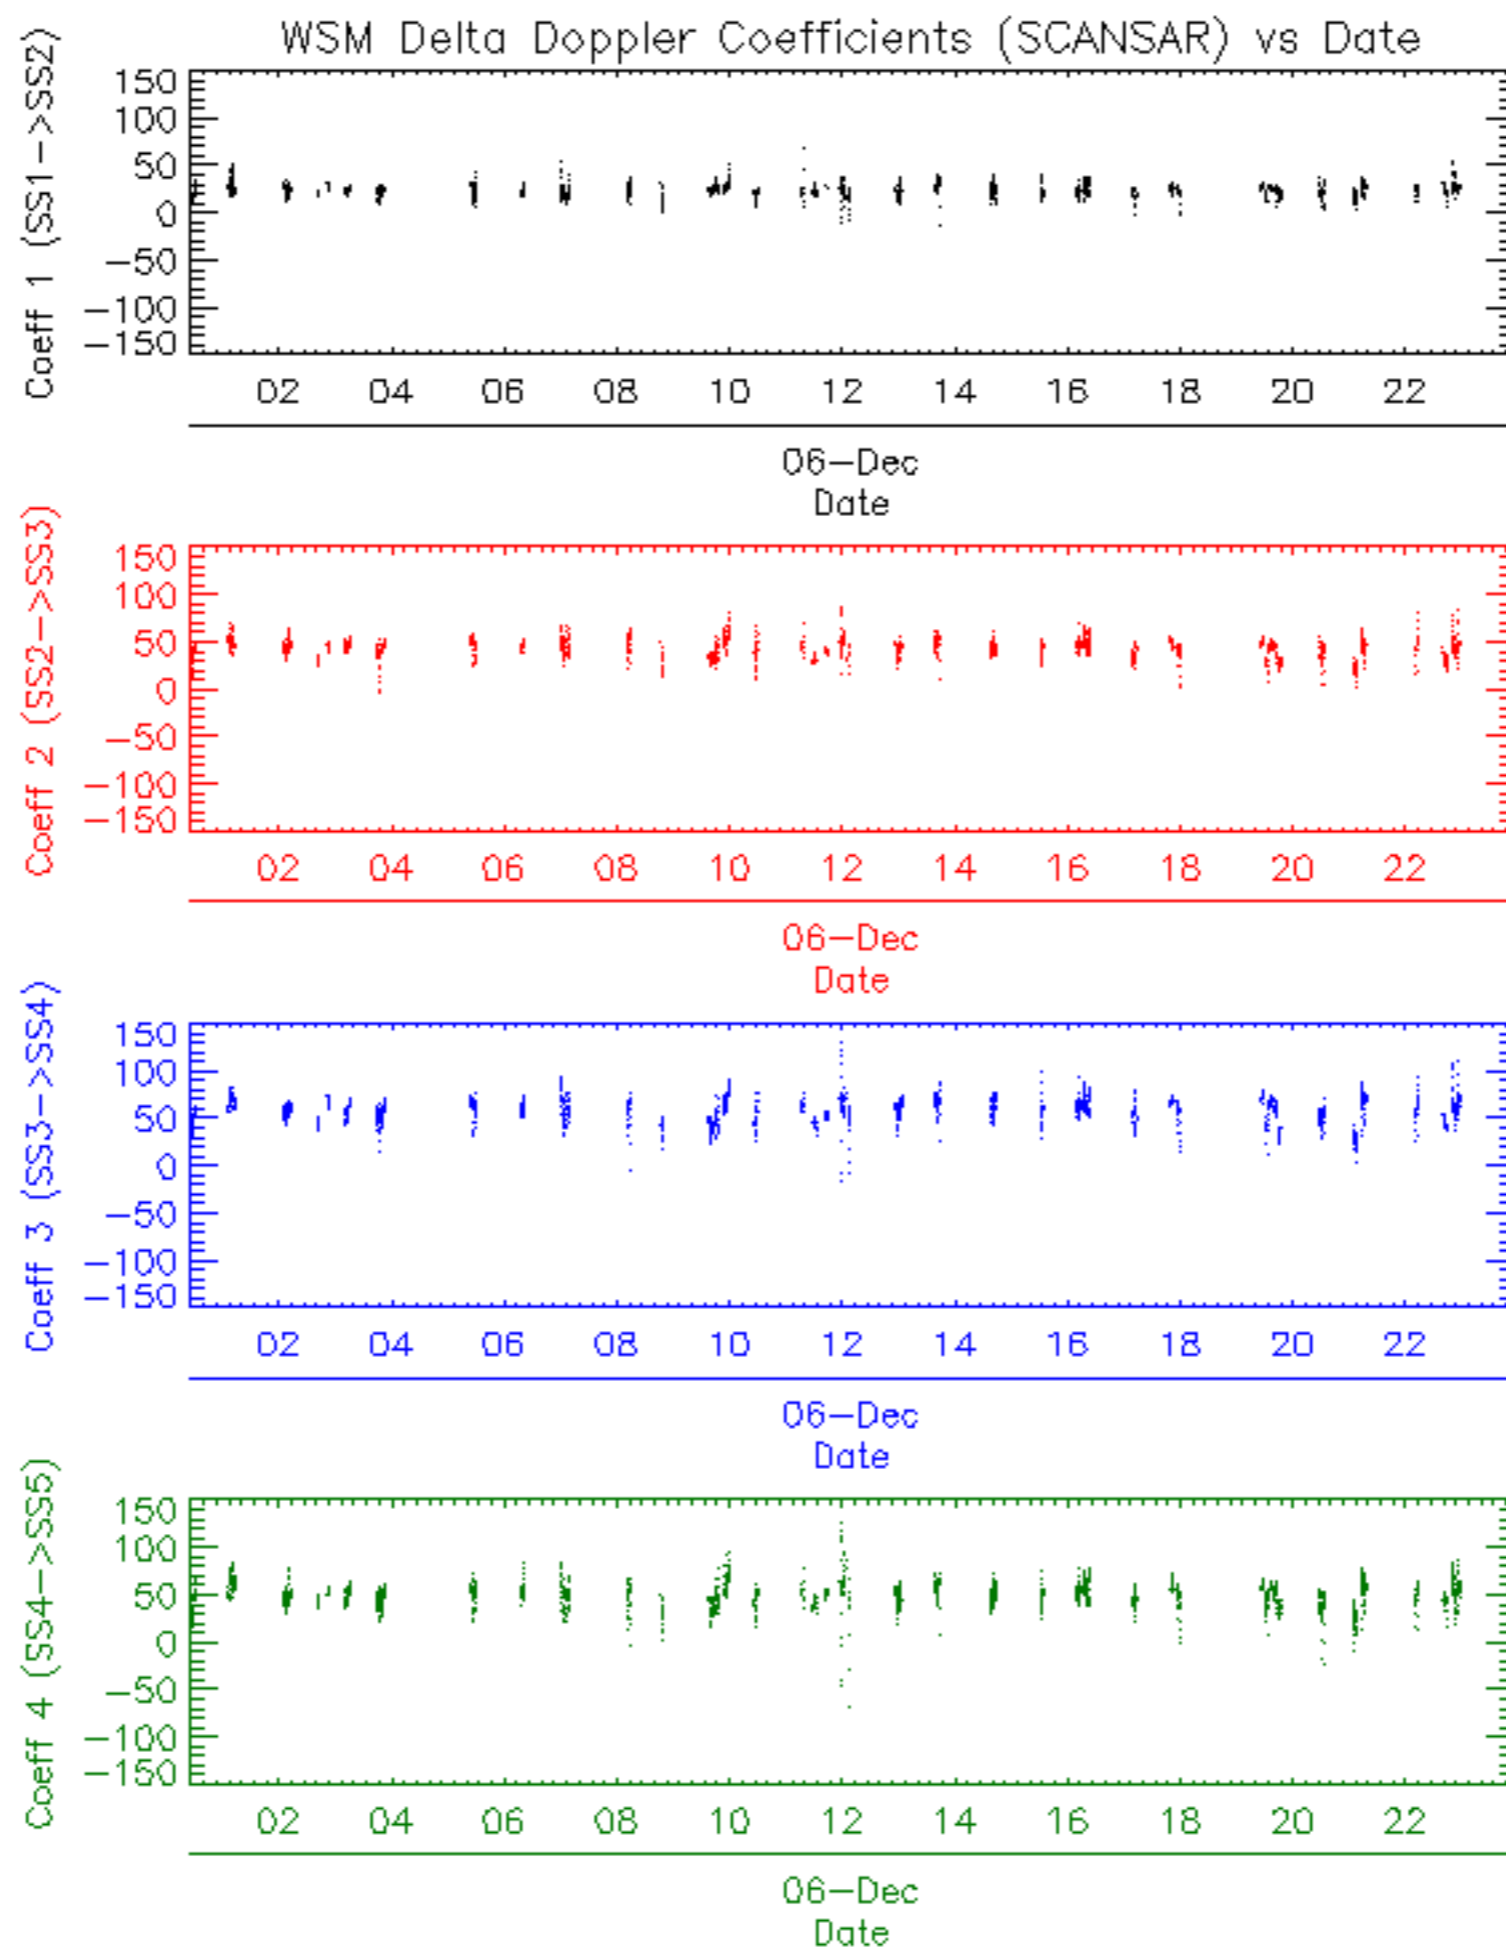 WSM Delta Doppler Coefficients (SCANSAR) vs Date
Coeff 1 (SS1->SS2)
150
100
50
0
-50
-100
-150
02 04 06 08 10 12 14 16 18 20 22
06-Dec
Date
Coeff 2 (SS2->SS3)
150
100
50
0
-50
-100
-150
02 04 06 08 10 12 14 16 18 20 22
06-Dec
Date
Coeff 3 (SS3->SS4)
150
100
50
0
-50
-100
-150
02 04 06 08 10 12 14 16 18 20 22
06-Dec
Date
Coeff 4 (SS4->SS5)
150
100
50
0
-50
-100
-150
02 04 06 08 10 12 14 16 18 20 22
06-Dec
Date